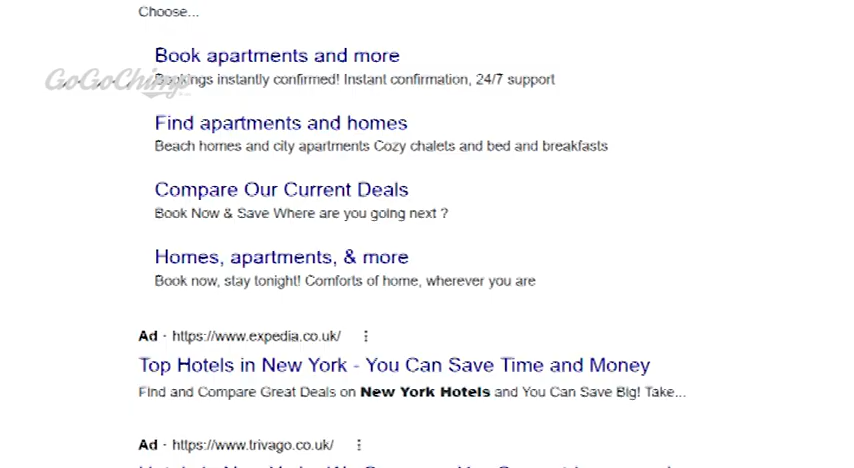 Choose...
Book apartments and more
GoGoChimp
Bookings instantly confirmed! Instant confirmation, 24/7 support
Find apartments and homes
Beach homes and city apartments Cozy chalets and bed and breakfasts
Compare Our Current Deals
Book Now & Save Where are you going next ?
Homes, apartments, & more
Book now, stay tonight! Comforts of home, wherever you are
Ad · https://www.expedia.co.uk/
Top Hotels in New York - You Can Save Time and Money
Find and Compare Great Deals on New York Hotels and You Can Save Big! Take...
Ad · https://www.trivago.co.uk/